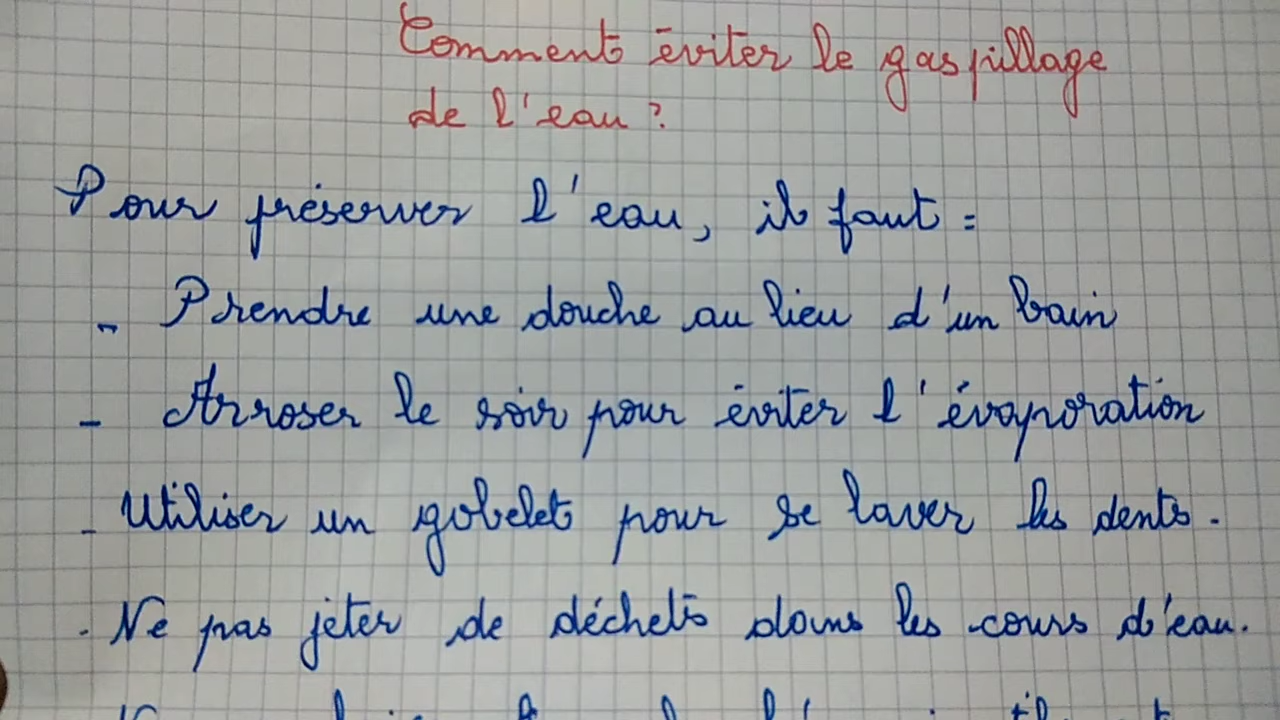 Comment éviter le gaspillage
de l'eau ?
Pour préserver l'eau, il faut :
- Prendre une douche au lieu d'un bain
- Arroser le soir pour éviter l'évaporation
- Utiliser un gobelet pour se laver les dents.
- Ne pas jeter de déchets dans les cours d'eau.